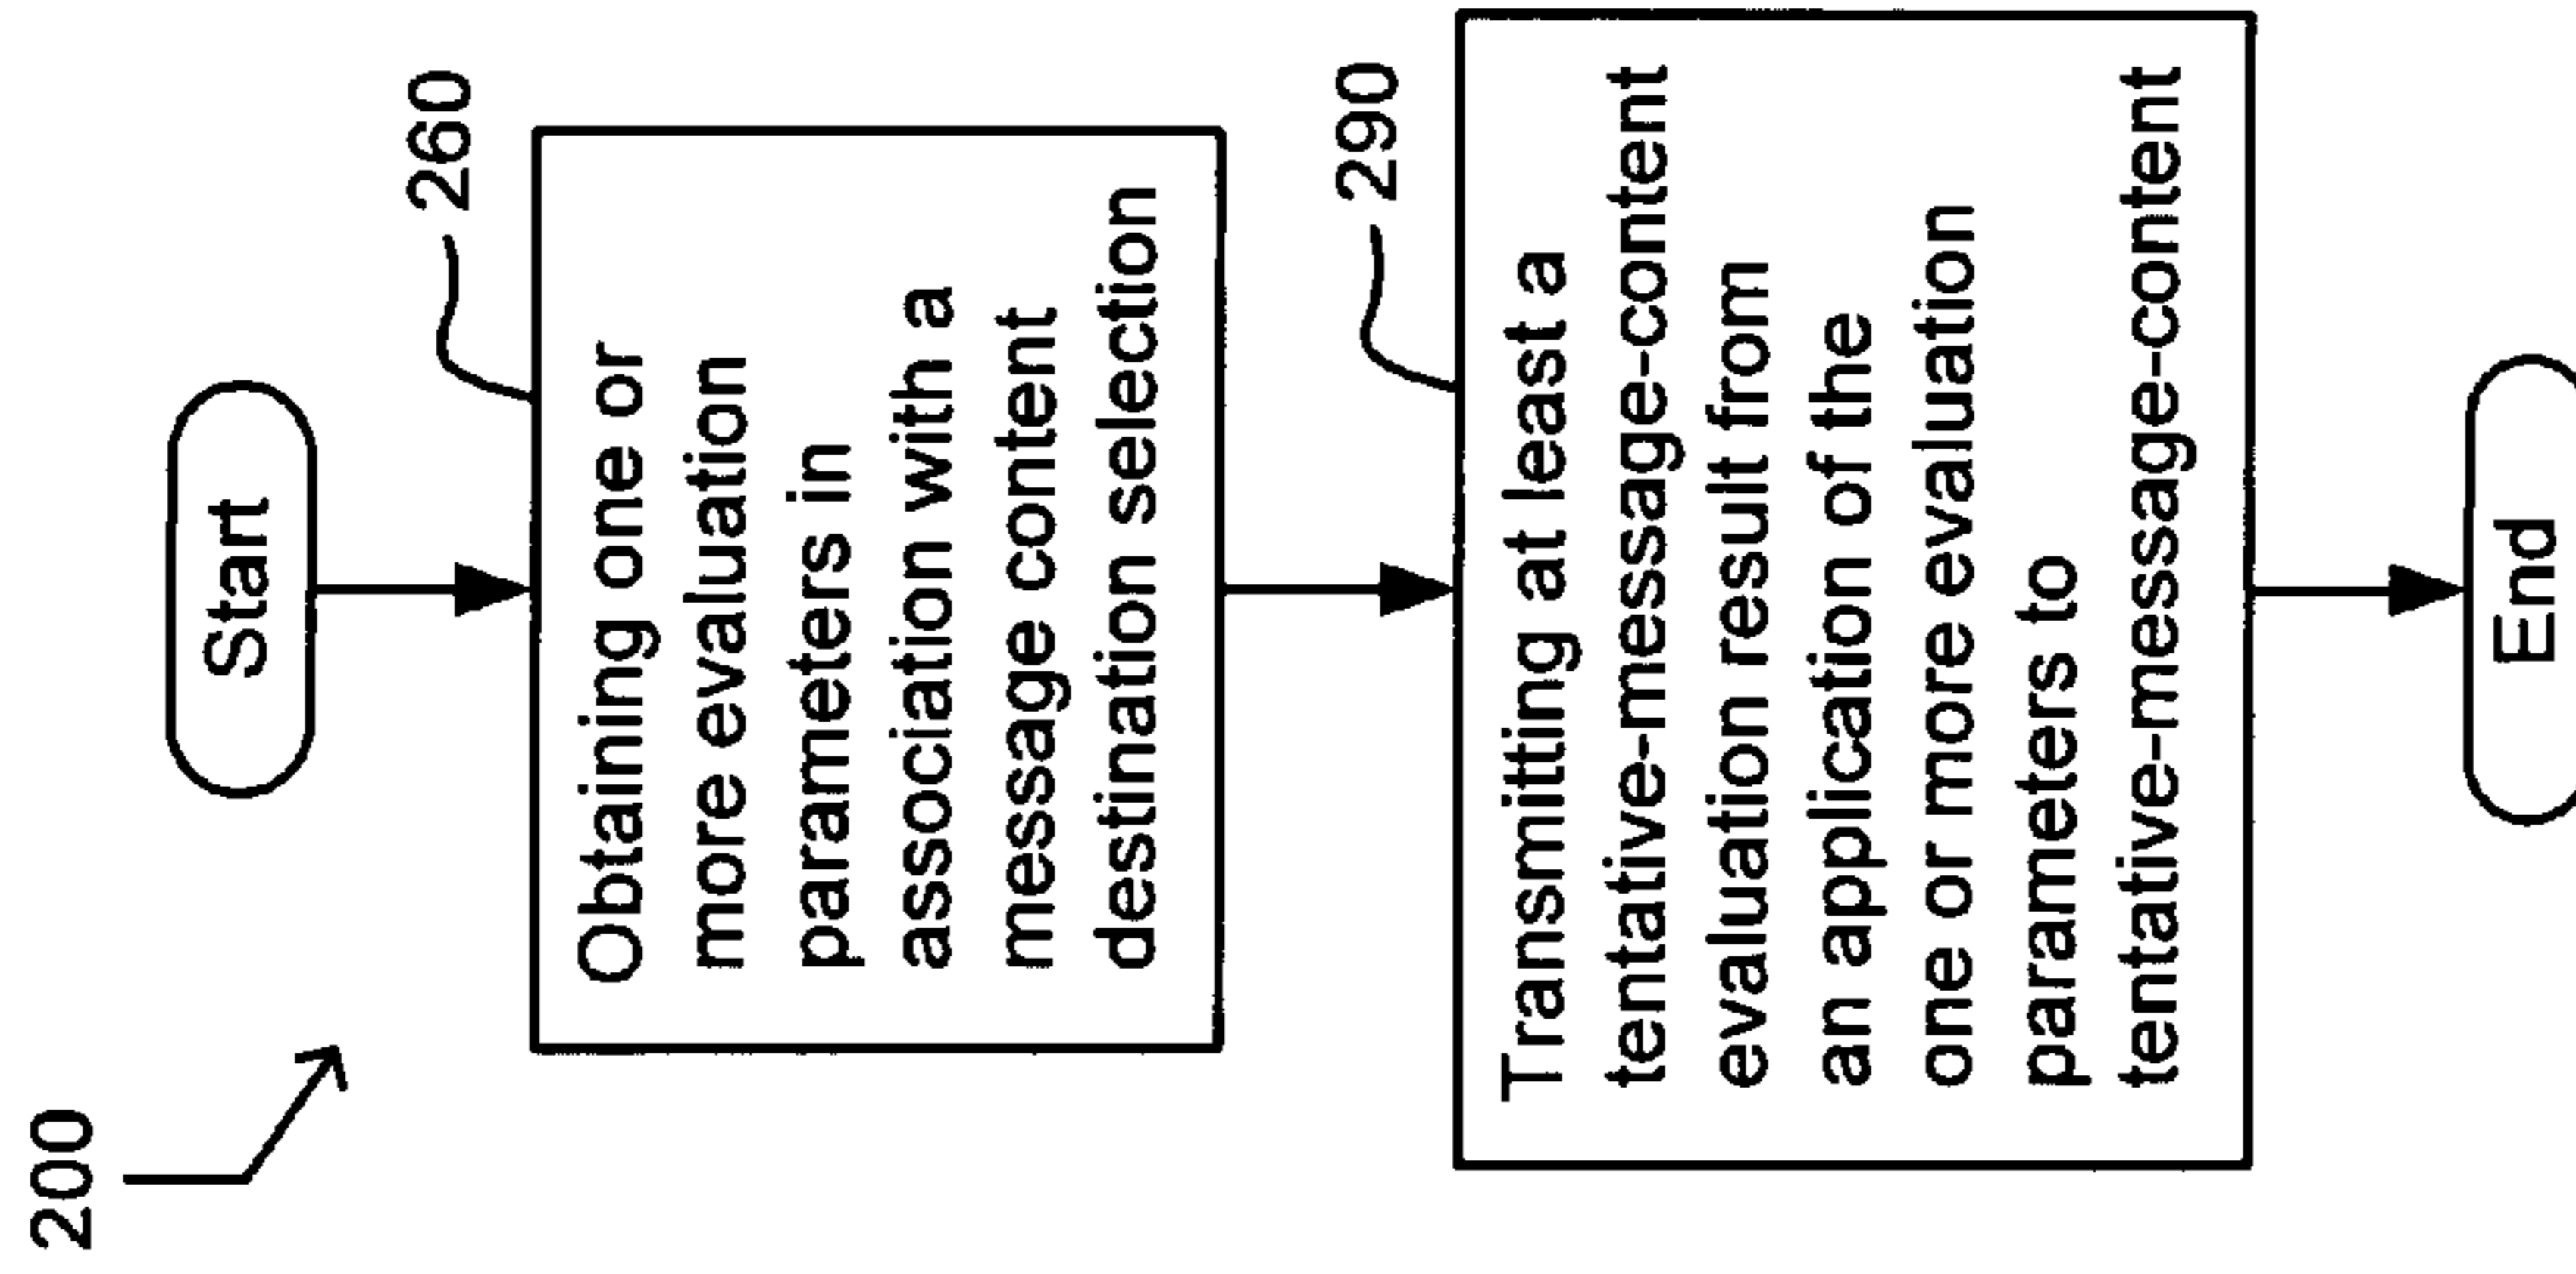 200
Start
260
Obtaining one or
more evaluation
parameters in
association with a
message content
destination selection
290
Transmitting at least a
tentative-message-content
evaluation result from
an application of the
one or more evaluation
parameters to
tentative-message-content
End